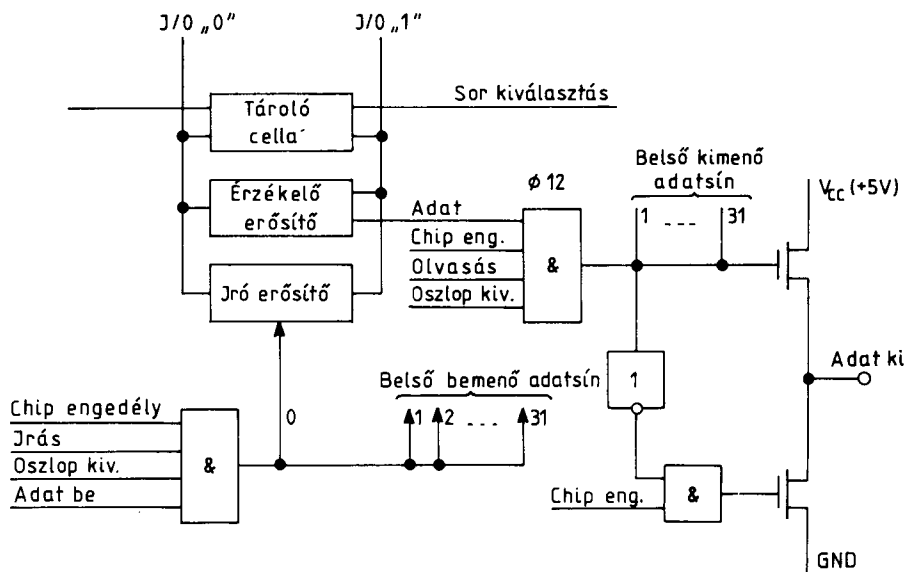 J/O „0”
J/O „1”
Tároló
cella
Sor kiválasztás
Érzékelő
erősítő
Jró erősítő
Adat
Chip eng.
Olvasás
Oszlop kiv.
ϕ 12
&
Belső kimenő
adatsín
1 --- 31
VCC (+5V)
1
Adat ki
Belső bemenő adatsín
1 2 --- 31
0
Chip engedély
Jrás
Oszlop kiv.
Adat be
&
Chip eng.
&
GND